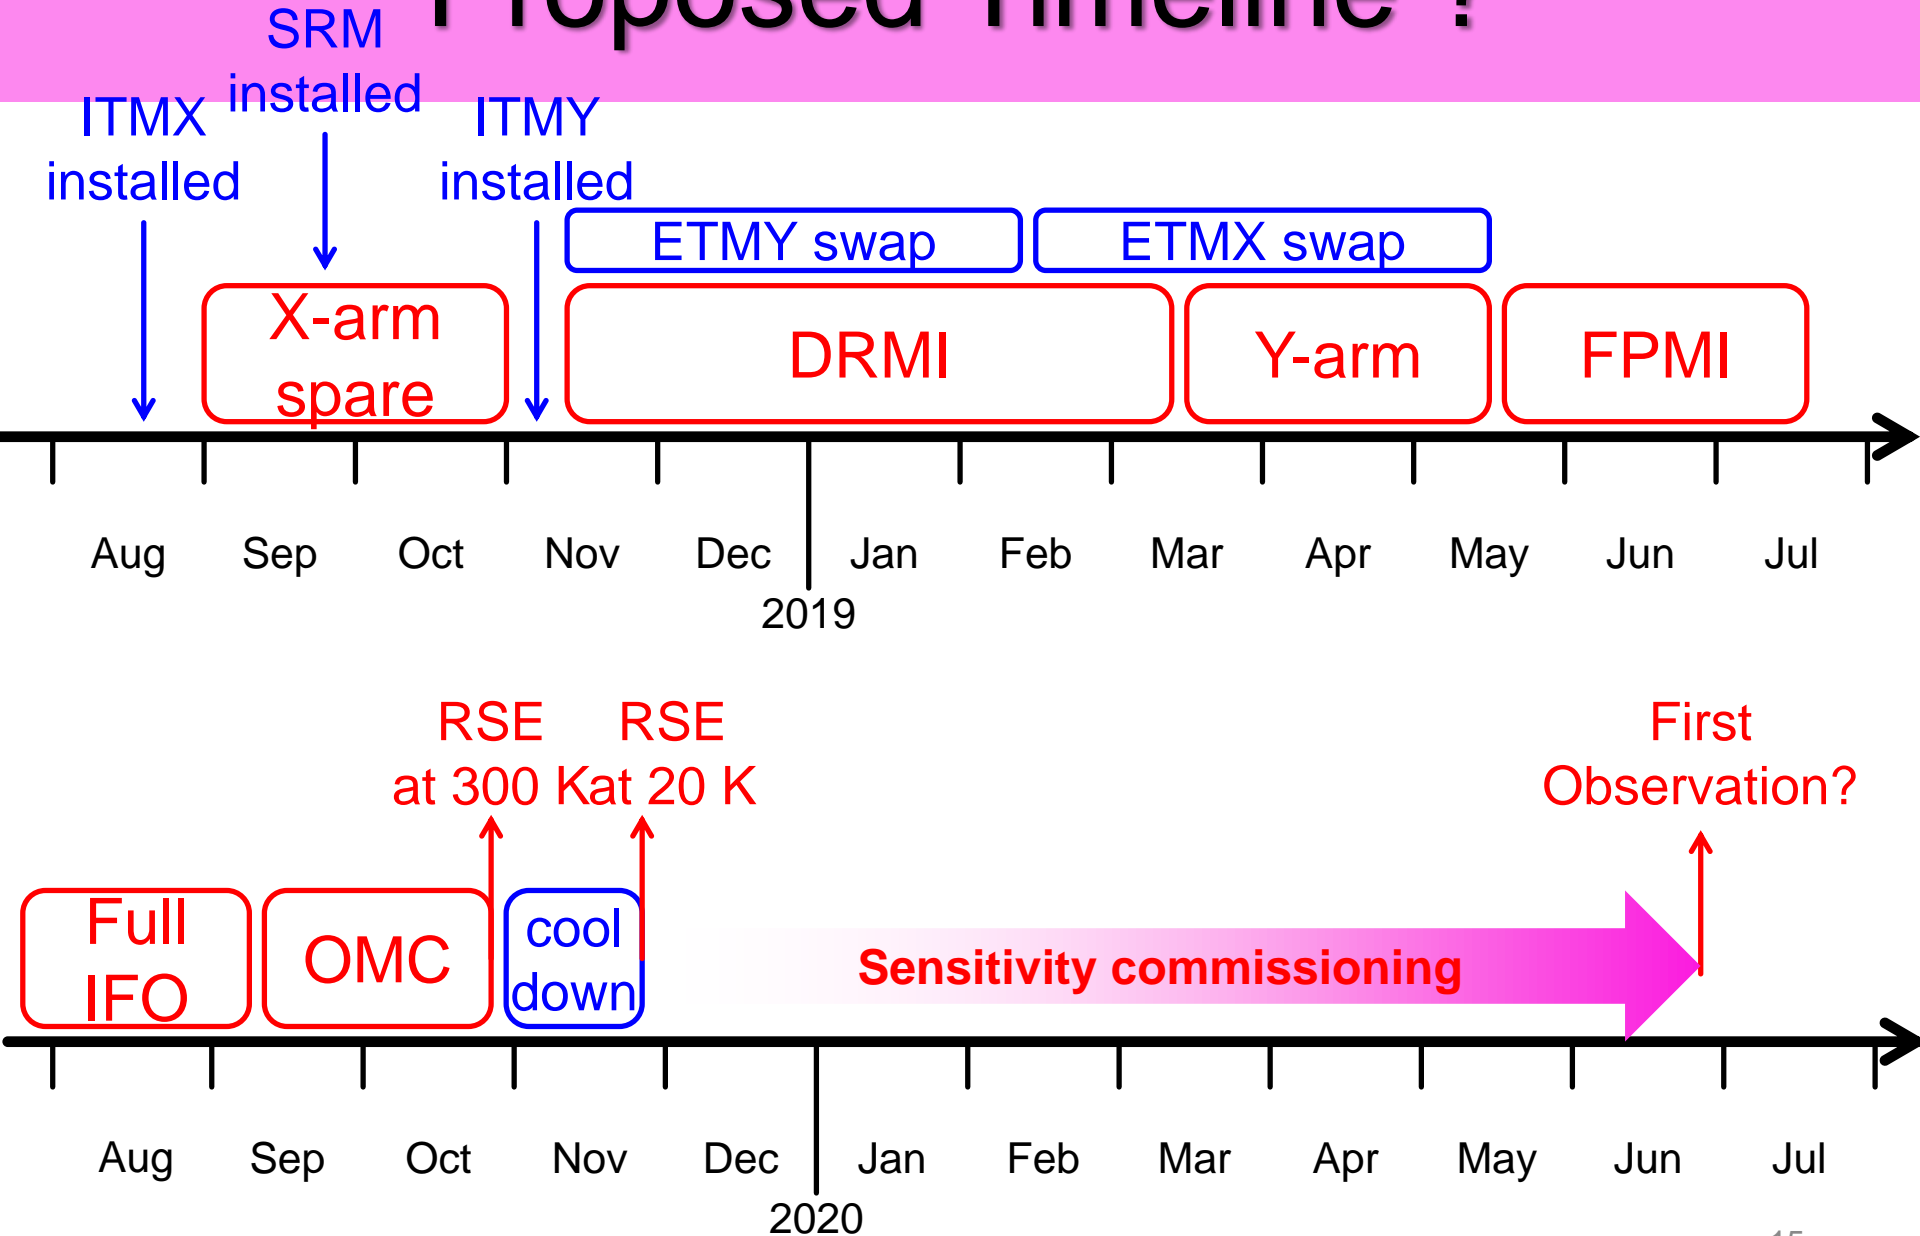 Proposed Timeline ?
SRM
installed
ITMX
installed
ITMY
installed
ETMY swap
ETMX swap
X-arm
spare
DRMI
Y-arm
FPMI
Aug
Sep
Oct
Nov
Dec
Jan
Feb
Mar
Apr
May
Jun
Jul
2019
RSE
at 300 K
RSE
at 20 K
First
Observation?
Full
IFO
OMC
cool
down
Sensitivity commissioning
Aug
Sep
Oct
Nov
Dec
Jan
Feb
Mar
Apr
May
Jun
Jul
2020
15